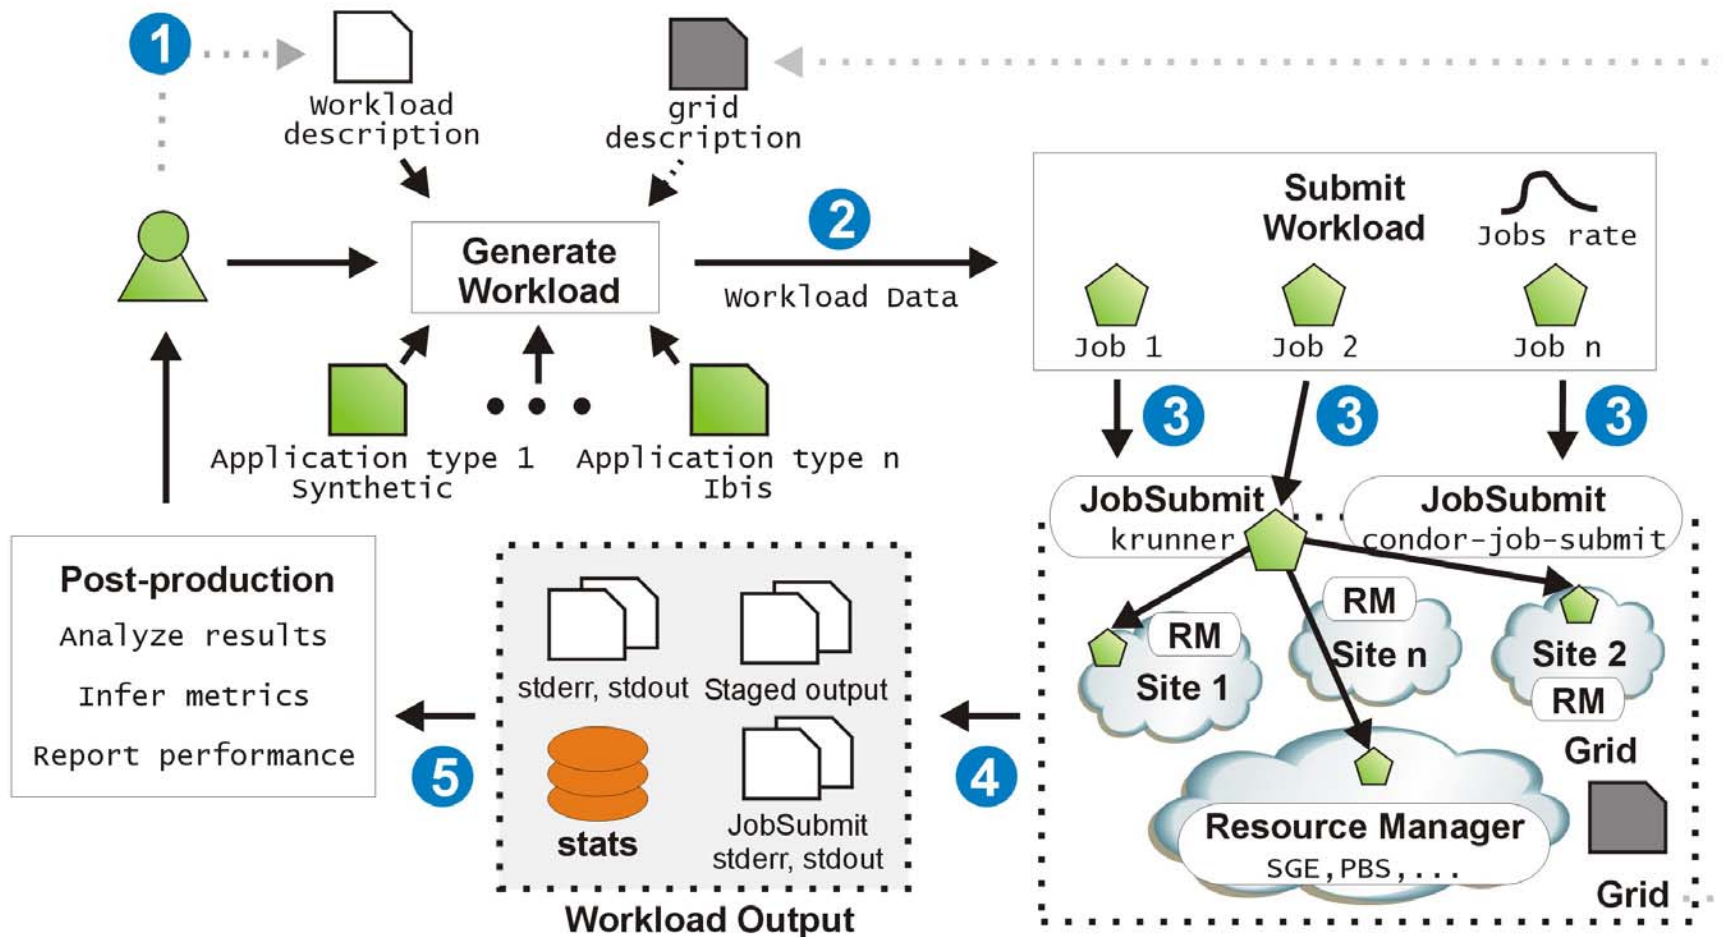 1
Workload
description
grid
description
2
Submit
Workload
Jobs rate
Generate
Workload
Workload Data
Job 1
Job 2
Job n
3
3
3
Application type 1
Synthetic
Application type n
Ibis
JobSubmit
krunner
JobSubmit
condor-job-submit
Post-production
Analyze results
Infer metrics
Report performance
stderr, stdout
Staged output
stats
JobSubmit
stderr, stdout
Workload Output
5
4
RM
Site 1
RM
Site n
Site 2
RM
Grid
Resource Manager
SGE,PBS,...
Grid